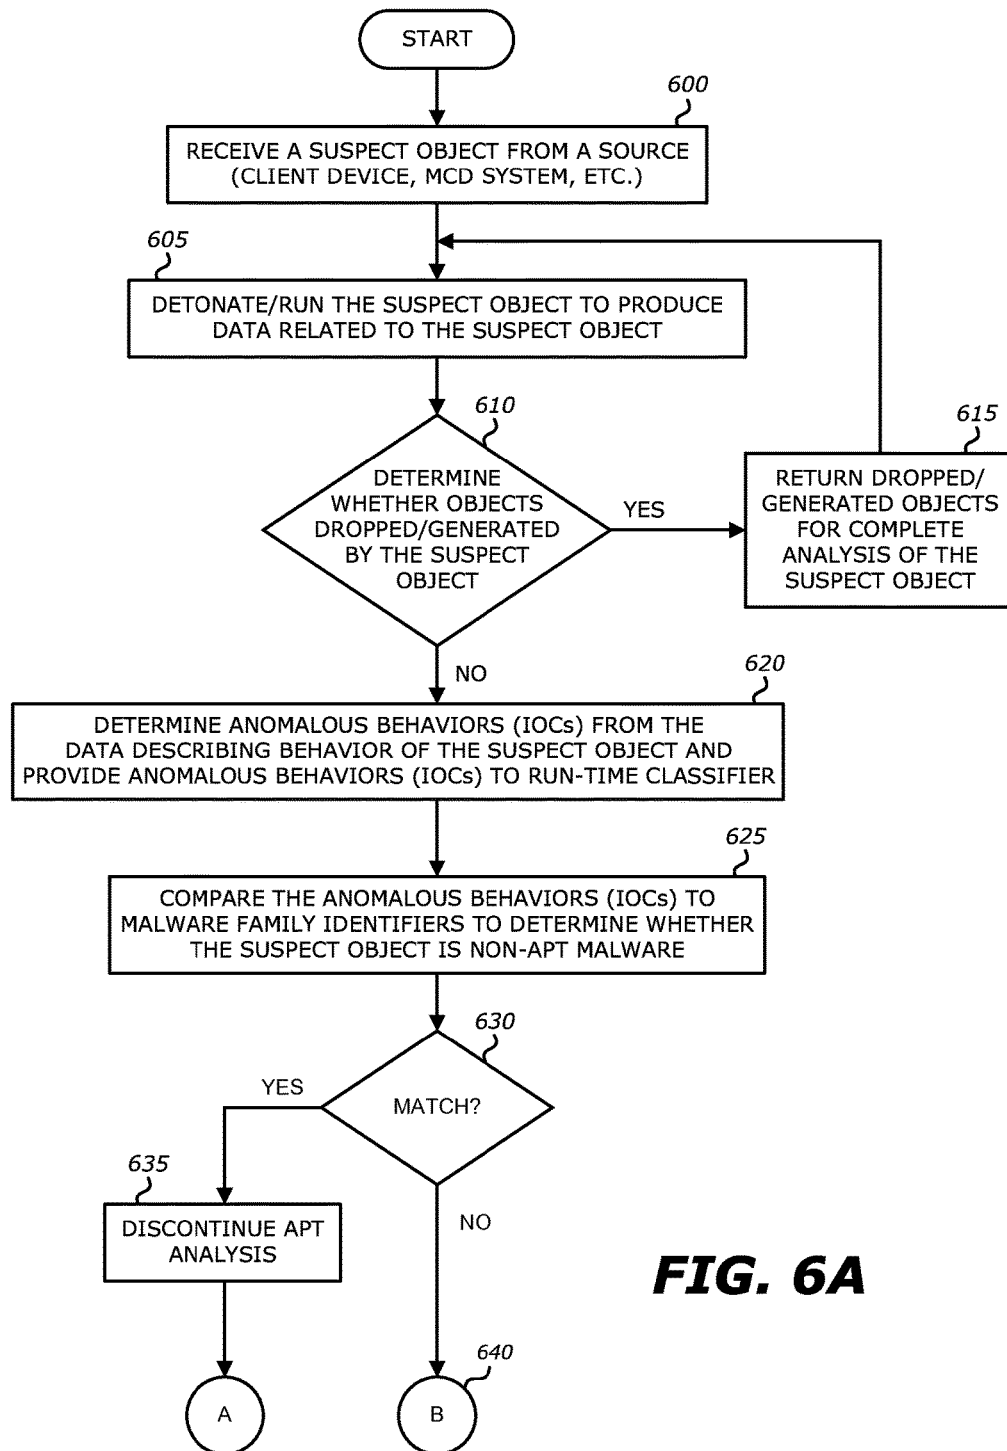 START
600
RECEIVE A SUSPECT OBJECT FROM A SOURCE
(CLIENT DEVICE, MCD SYSTEM, ETC.)
605
DETONATE/RUN THE SUSPECT OBJECT TO PRODUCE
DATA RELATED TO THE SUSPECT OBJECT
610
DETERMINE
WHETHER OBJECTS
DROPPED/GENERATED
BY THE SUSPECT
OBJECT
YES
615
RETURN DROPPED/
GENERATED OBJECTS
FOR COMPLETE
ANALYSIS OF THE
SUSPECT OBJECT
NO
620
DETERMINE ANOMALOUS BEHAVIORS (IOCs) FROM THE
DATA DESCRIBING BEHAVIOR OF THE SUSPECT OBJECT AND
PROVIDE ANOMALOUS BEHAVIORS (IOCs) TO RUN-TIME CLASSIFIER
625
COMPARE THE ANOMALOUS BEHAVIORS (IOCs) TO
MALWARE FAMILY IDENTIFIERS TO DETERMINE WHETHER
THE SUSPECT OBJECT IS NON-APT MALWARE
630
MATCH?
YES
635
DISCONTINUE APT
ANALYSIS
NO
FIG. 6A
640
A
B